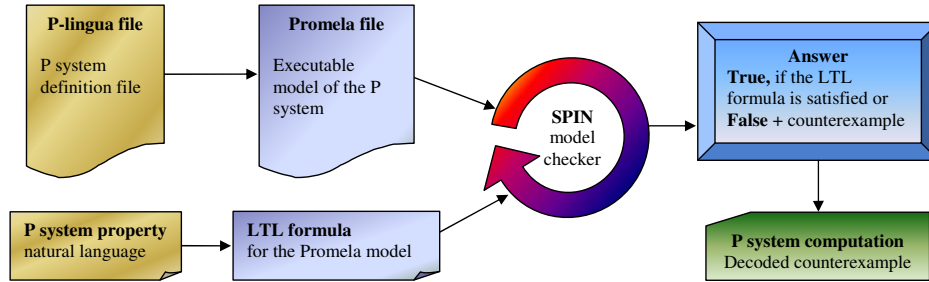 P-lingua file
P system
definition file
Promela file
Executable
model of the P
system
SPIN
model
checker
Answer
True, if the LTL
formula is satisfied or
False + counterexample
P system property
natural language
LTL formula
for the Promela model
P system computation
Decoded counterexample